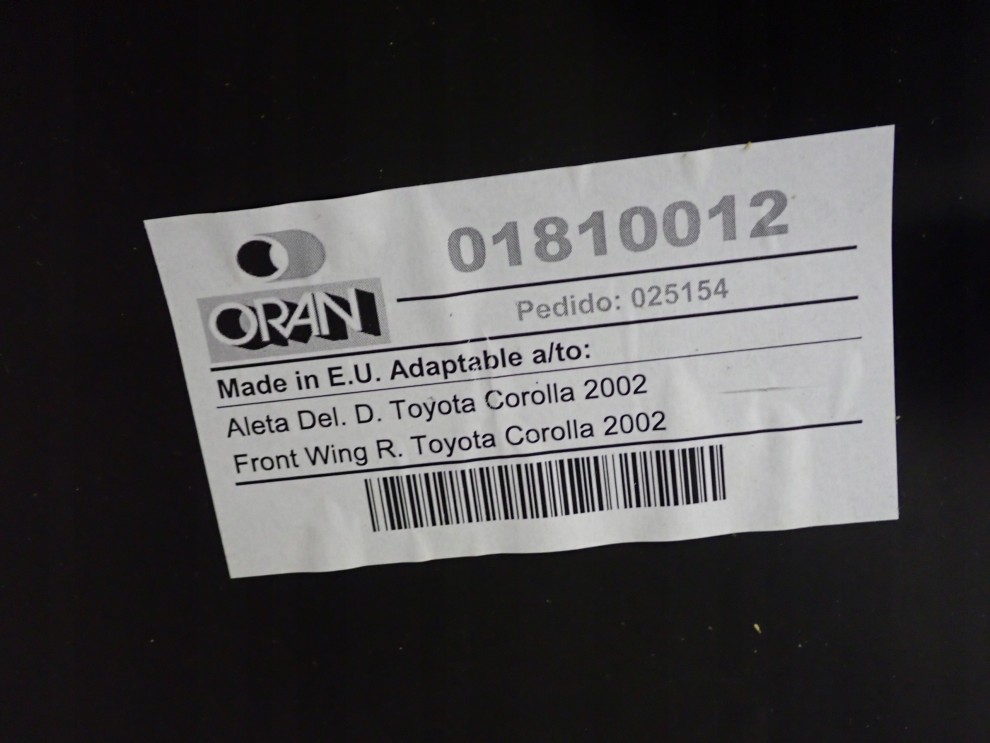 ORAN
01810012
Pedido: 025154
Made in E.U. Adaptable a/to:
Aleta Del. D. Toyota Corolla 2002
Front Wing R. Toyota Corolla 2002